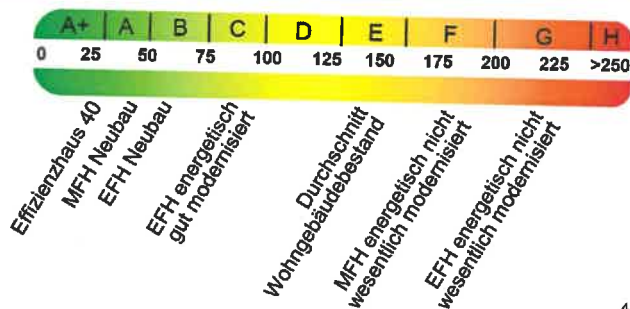 A+ A B C D E F G H
0 25 50 75 100 125 150 175 200 225 >250
Effizienzhaus 40
MFH Neubau
EFH Neubau
EFH energetisch
gut modernisiert
Durchschnitt
Wohngebäudebestand
MFH energetisch nicht
wesentlich modernisiert
EFH energetisch nicht
wesentlich modernisiert
4